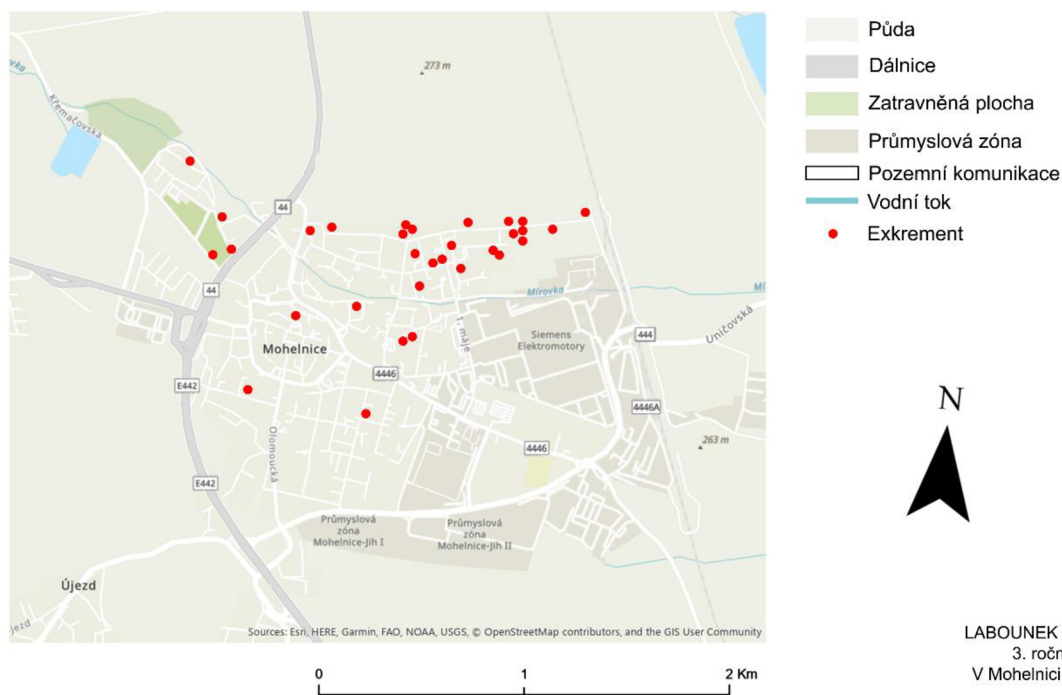 Půda
Dálnice
Zatravněná plocha
Průmyslová zóna
Pozemní komunikace
Vodní tok
Exkrement
273 m
Křemačovská
44
44
Mírovka
Uničovská
1. máje
Siemens
Elektromotory
444
Mohelnice
4446
E442
4446A
Olomoucká
4446
263 m
E442
Průmyslová
zóna
Mohelnice-Jih I
Průmyslová
zóna
Mohelnice-Jih II
Újezd
Sources: Esri, HERE, Garmin, FAO, NOAA, USGS, © OpenStreetMap contributors, and the GIS User Community
N
0 1 2 Km
LABOUNEK
3. ročn
V Mohelnici